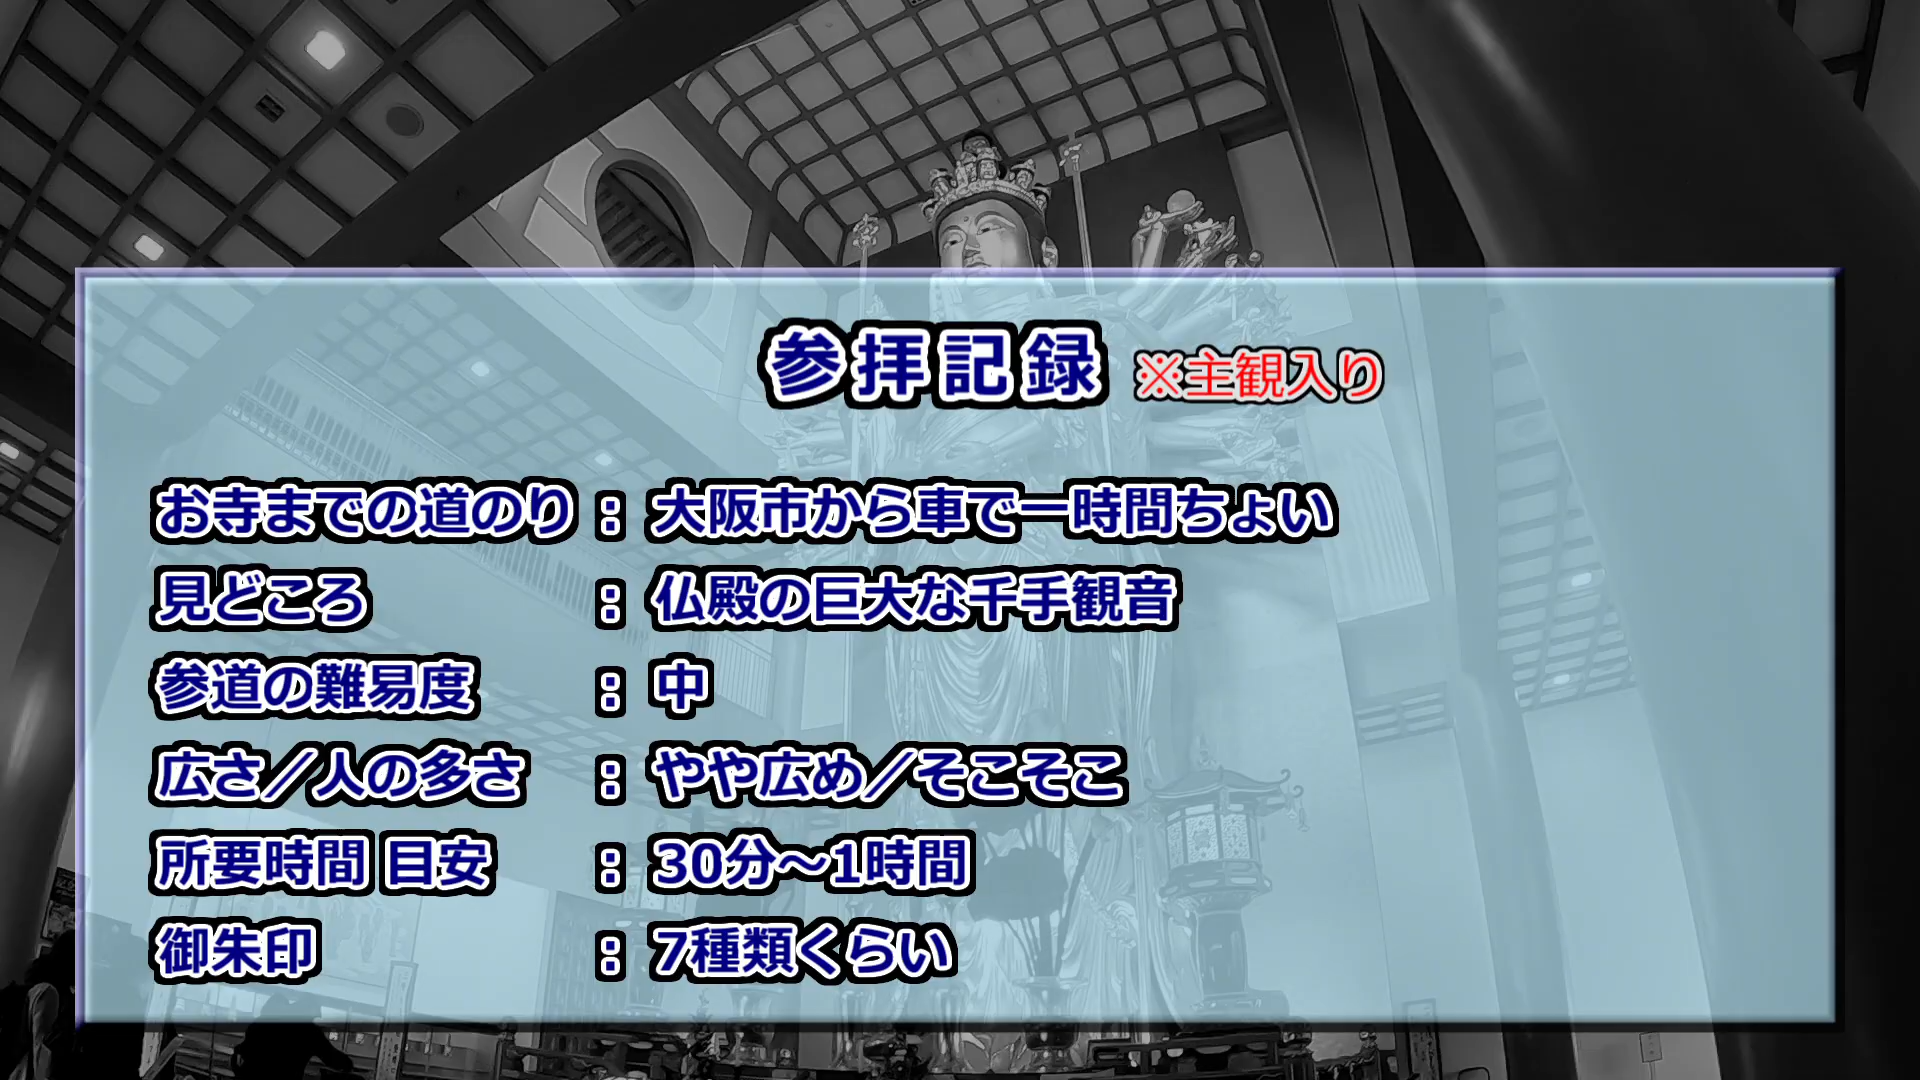 参拝記録 ※主観入り
お寺までの道のり : 大阪市から車で一時間ちょい
見どころ : 仏殿の巨大な千手観音
参道の難易度 : 中
広さ／人の多さ : やや広め／そこそこ
所要時間 目安 : 30分～1時間
御朱印 : 7種類くらい